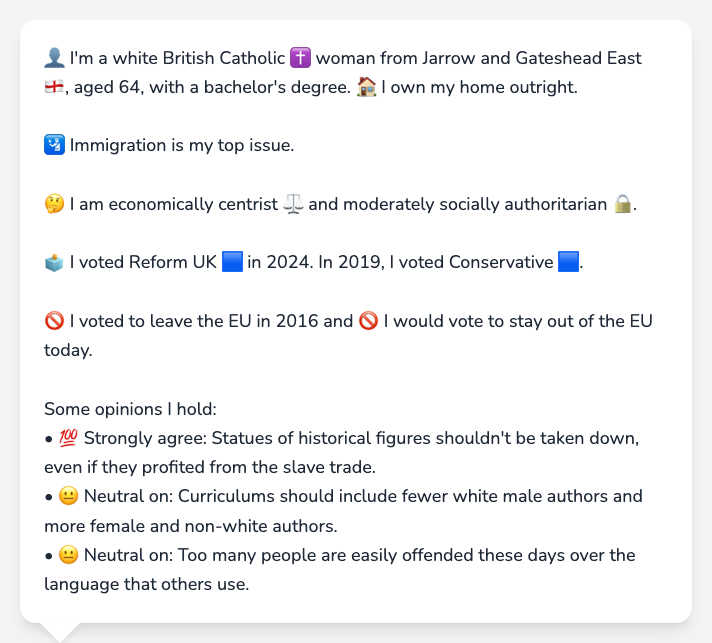 👤 I'm a white British Catholic ✝️ woman from Jarrow and Gateshead East
🏴󠁧󠁢󠁥󠁮󠁧󠁿, aged 64, with a bachelor's degree. 🏠 I own my home outright.
🛂 Immigration is my top issue.
🤔 I am economically centrist ⚖️ and moderately socially authoritarian 🔒.
🗳️ I voted Reform UK 🟦 in 2024. In 2019, I voted Conservative 🟦.
🚫 I voted to leave the EU in 2016 and 🚫 I would vote to stay out of the EU
today.
Some opinions I hold:
• 💯 Strongly agree: Statues of historical figures shouldn't be taken down,
even if they profited from the slave trade.
• 😐 Neutral on: Curriculums should include fewer white male authors and
more female and non-white authors.
• 😐 Neutral on: Too many people are easily offended these days over the
language that others use.